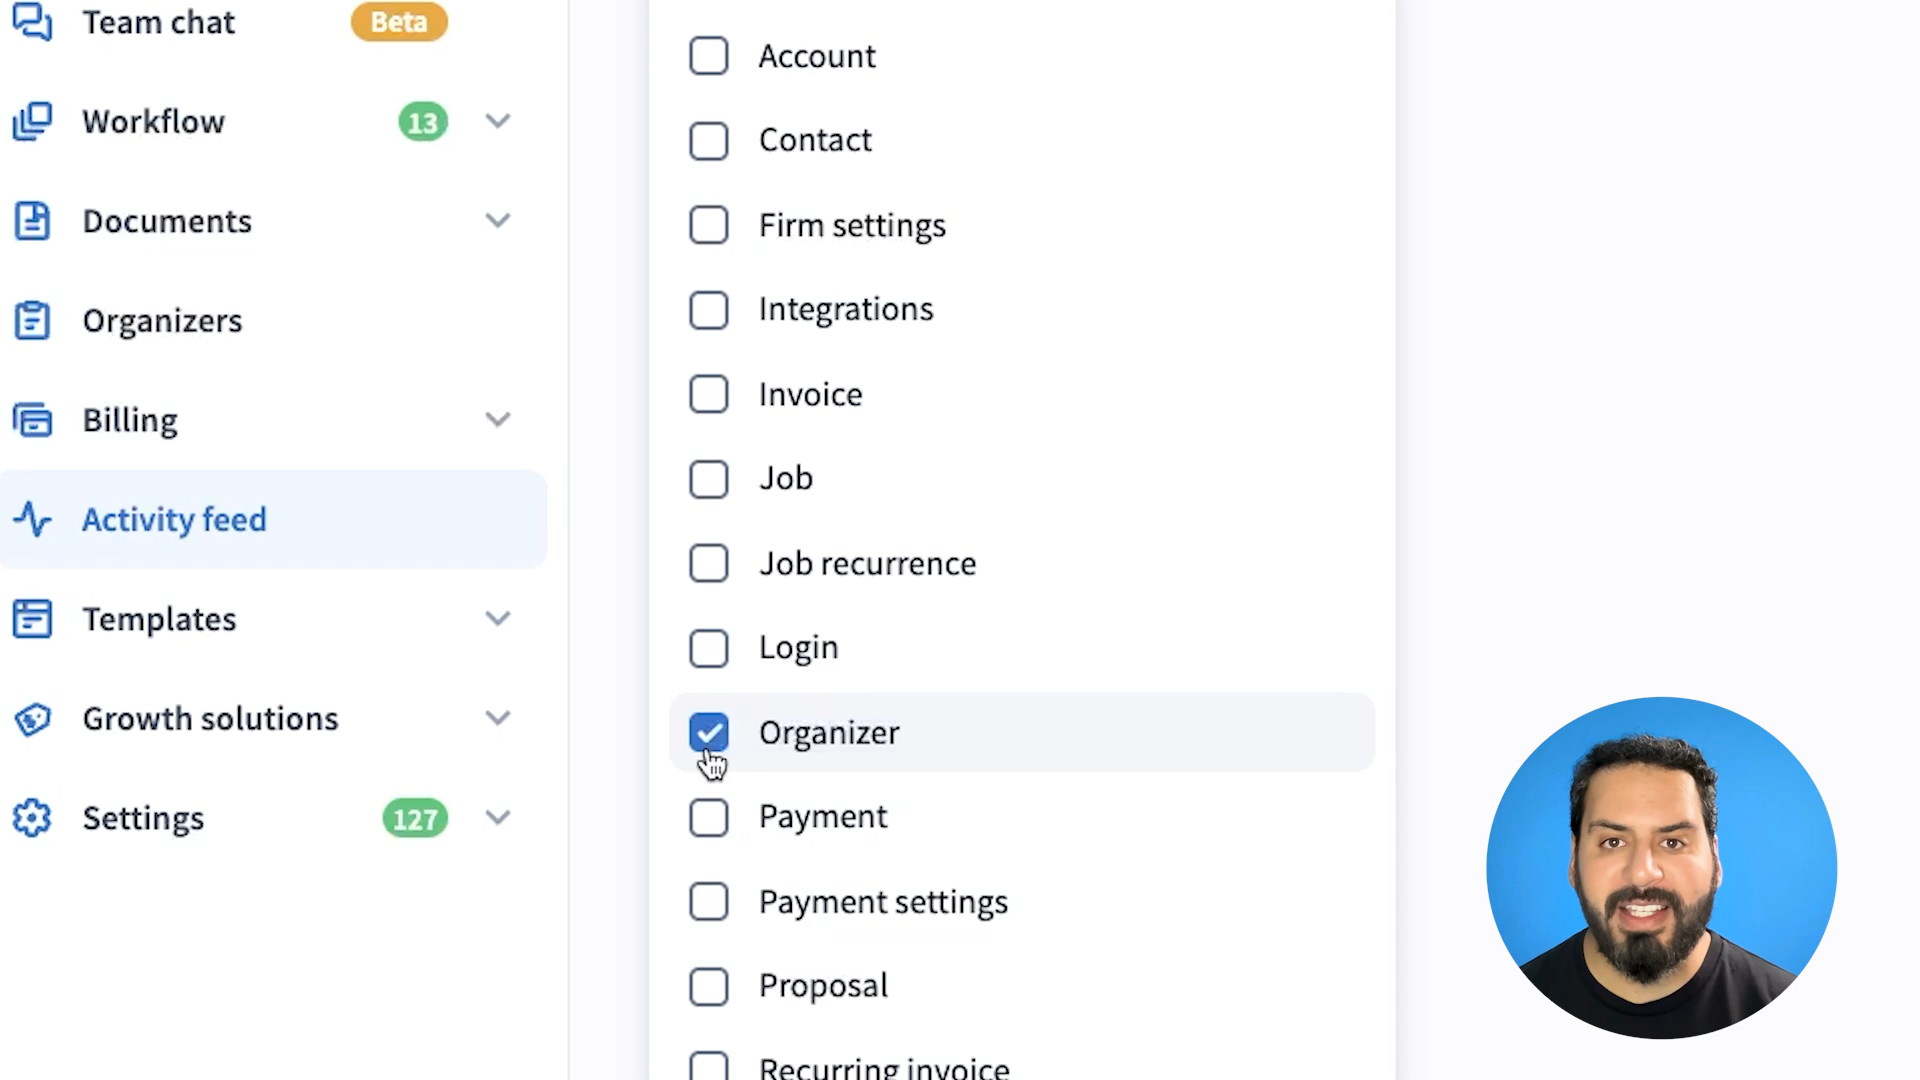 Team chat
Beta
Workflow
13
Documents
Organizers
Billing
Activity feed
Templates
Growth solutions
Settings
127
Account
Contact
Firm settings
Integrations
Invoice
Job
Job recurrence
Login
Organizer
Payment
Payment settings
Proposal
Recurring invoice